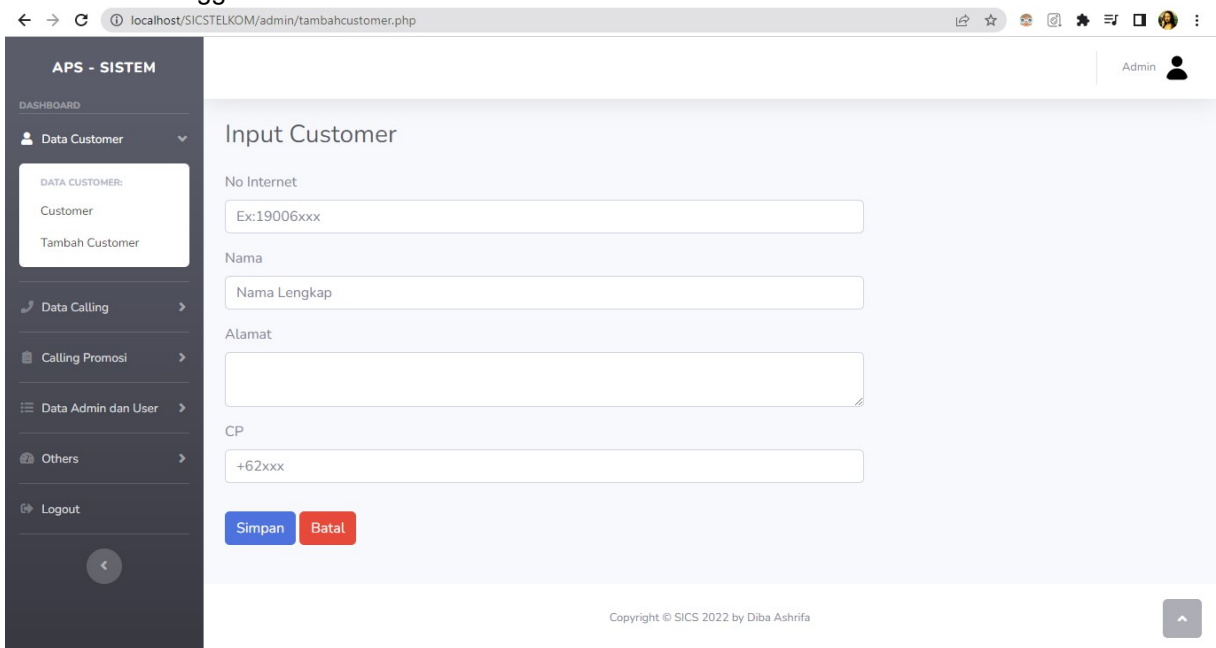 localhost/SICSTELKOM/admin/tambahcustomer.php
APS - SISTEM
Admin
DASHBOARD
Data Customer
DATA CUSTOMER:
Customer
Tambah Customer
Data Calling
Calling Promosi
Data Admin dan User
Others
Logout
Input Customer
No Internet
Ex:19006xxx
Nama
Nama Lengkap
Alamat
CP
+62xxx
Simpan Batal
Copyright © SICS 2022 by Diba Ashrifa